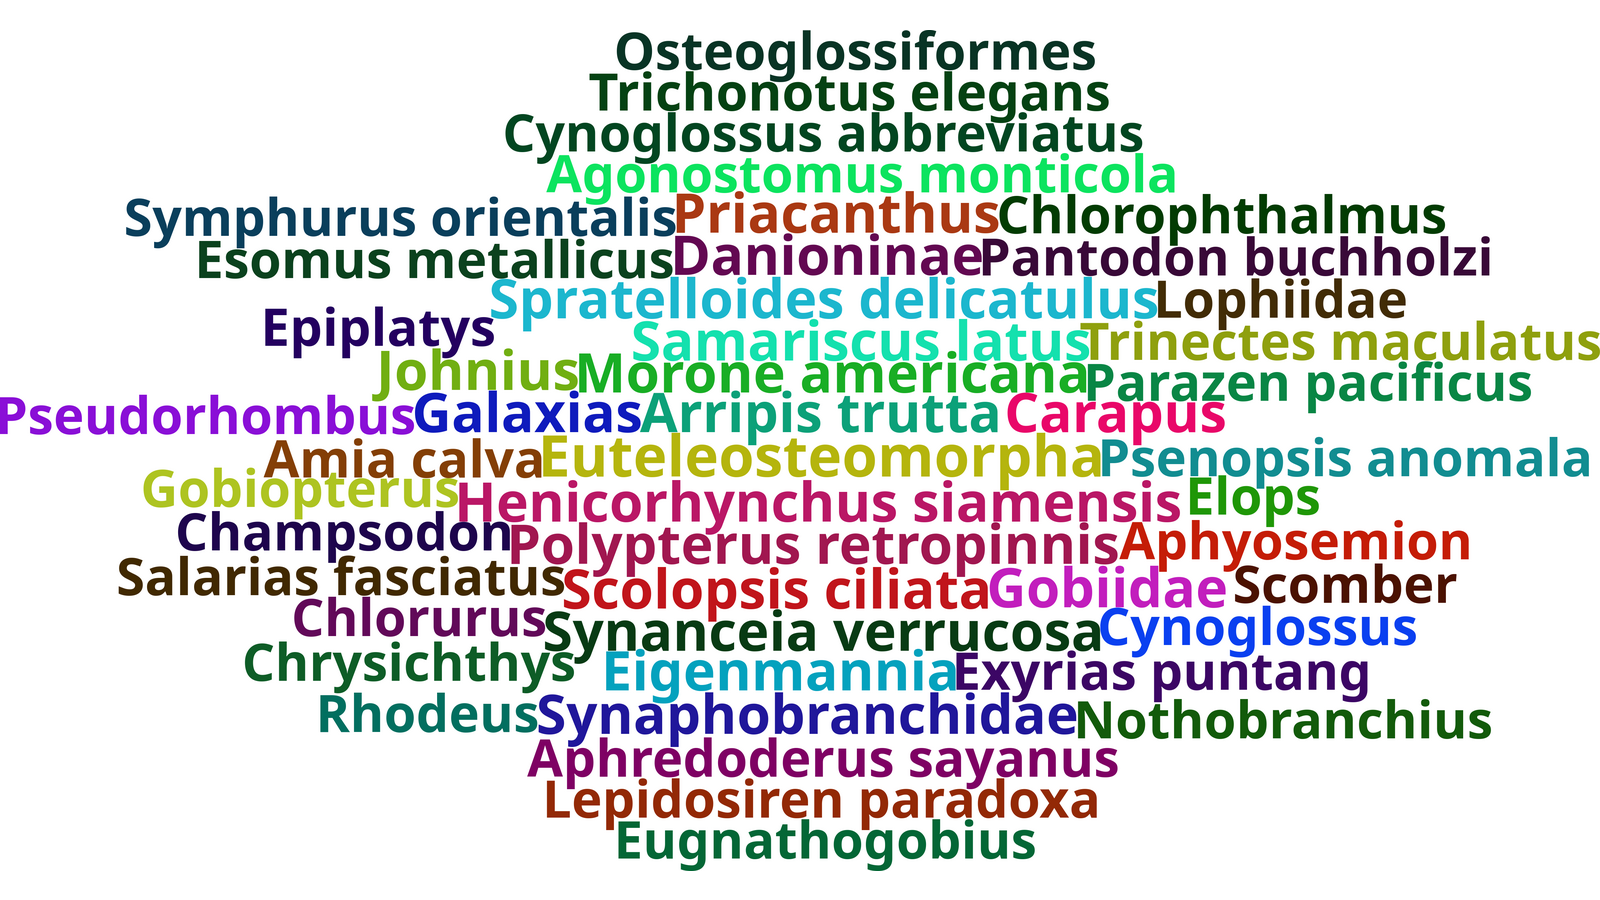 Osteoglossiformes
Trichonotus elegans
Cynoglossus abbreviatus
Agonostomus monticola
Symphurus orientalis Priacanthus Chlorophthalmus
Esomus metallicus Danioninae Pantodon buchholzi
Spratelloides delicatulus Lophiidae
Epiplatys Samariscus latus Trinectes maculatus
Johnius Morone americana Parazen pacificus
Pseudorhombus Galaxias Arripis trutta Carapus
Amia calva Euteleosteomorpha Psenopsis anomala
Gobiopterus Henicorhynchus siamensis Elops
Champsodon Polypterus retropinnis Aphyosemion
Salarias fasciatus Scolopsis ciliata Gobiidae Scomber
Chlorurus Synanceia verrucosa Cynoglossus
Chrysichthys Eigenmannia Exyrias puntang
Rhodeus Synaphobranchidae Nothobranchius
Aphredoderus sayanus
Lepidosiren paradoxa
Eugnathogobius